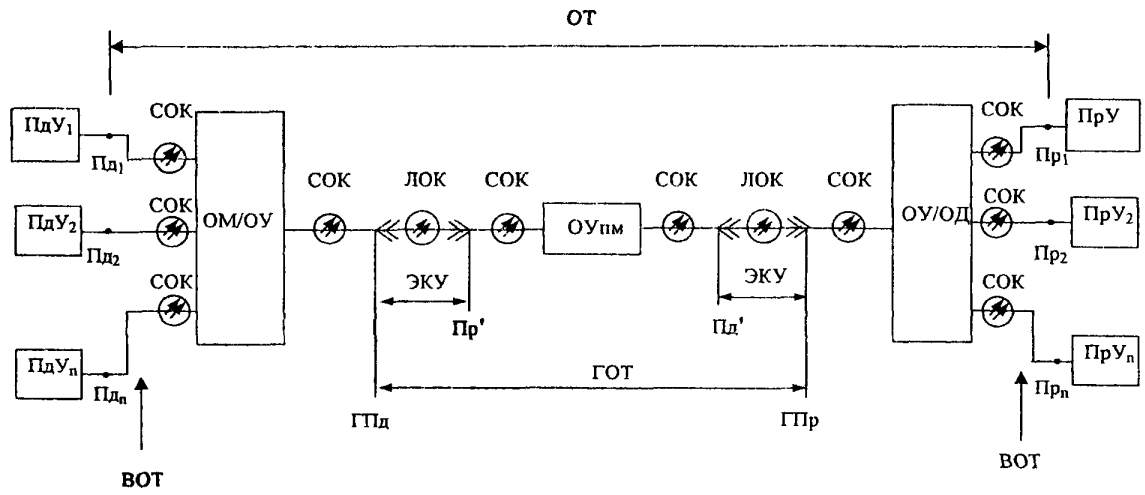 ОТ
СОК
СОК
ПдУ₁
ПрУ
Пд₁
Пр₁
СОК
ЛОК
СОК
СОК
ЛОК
СОК
СОК
СОК
ПдУ₂
ОМ/ОУ
ОУпм
ОУ/ОД
ПрУ₂
Пд₂
Пр₂
СОК
ЭКУ
ЭКУ
СОК
Пр'
Пд'
ПдУn
ПрУn
Пдn
ГОТ
Прn
ГПд
ГПр
ВОТ
ВОТ